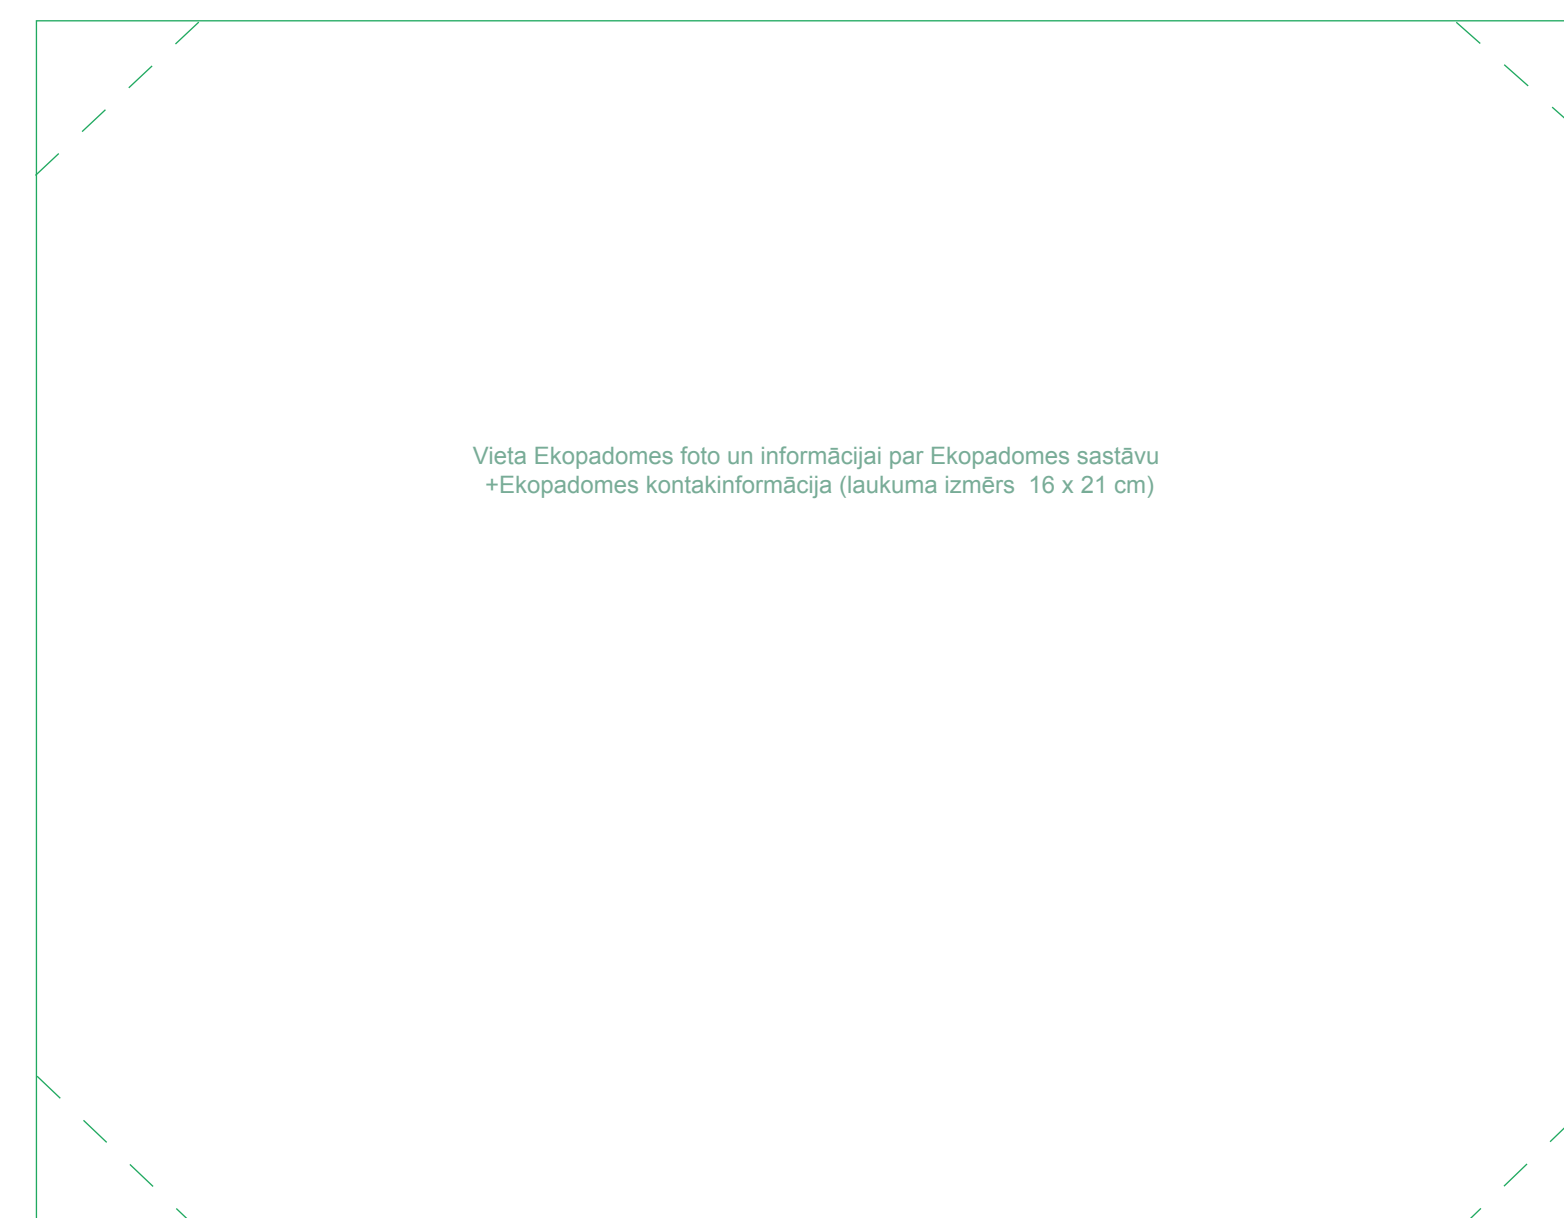 Vieta Ekopadomes foto un informācijai par Ekopadomes sastāvu
+Ekopadomes kontakinformācija (laukuma izmērs  16 x 21 cm)